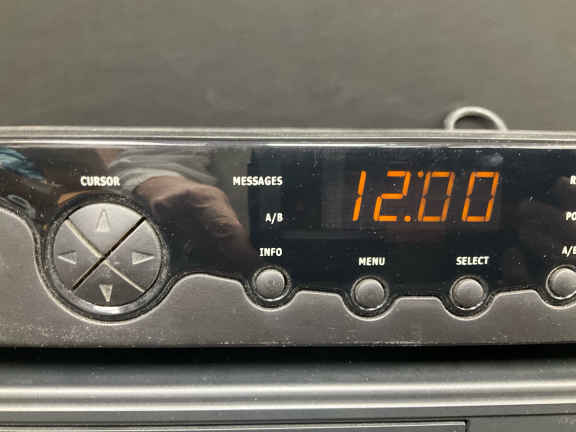 CURSOR
MESSAGES
A/B
INFO
MENU
SELECT
12:00